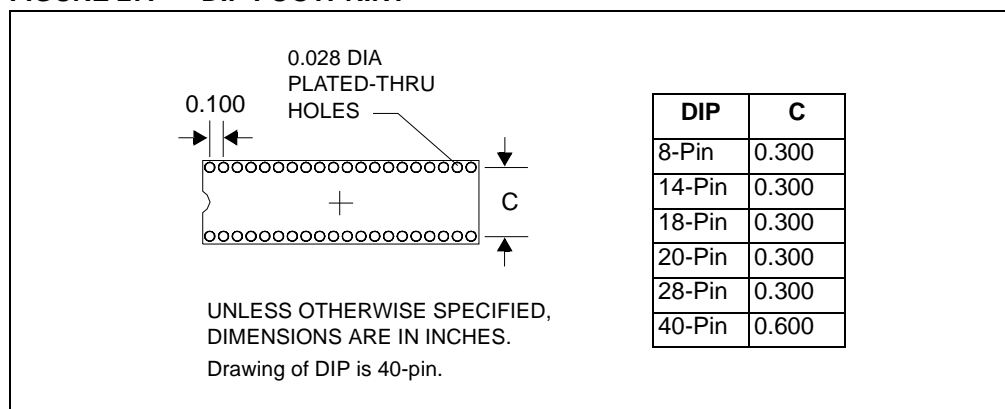 0.028 DIA
PLATED-THRU
HOLES
0.100
C
UNLESS OTHERWISE SPECIFIED,
DIMENSIONS ARE IN INCHES.
Drawing of DIP is 40-pin.
DIP C
8-Pin 0.300
14-Pin 0.300
18-Pin 0.300
20-Pin 0.300
28-Pin 0.300
40-Pin 0.600